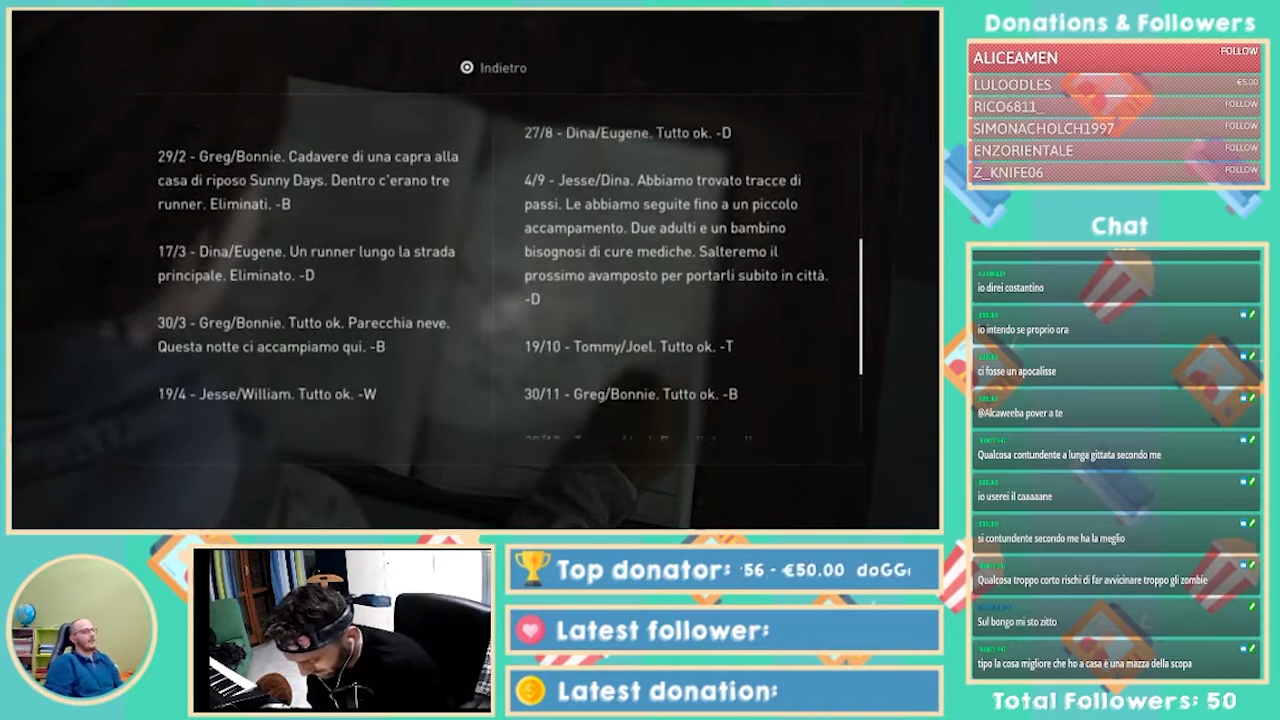 Indietro
29/2 - Greg/Bonnie. Cadavere di una capra alla
casa di riposo Sunny Days. Dentro c'erano tre
runner. Eliminati. -B
17/3 - Dina/Eugene. Un runner lungo la strada
principale. Eliminato. -D
30/3 - Greg/Bonnie. Tutto ok. Parecchia neve.
Questa notte ci accampiamo qui. -B
19/4 - Jesse/William. Tutto ok. -W
27/8 - Dina/Eugene. Tutto ok. -D
4/9 - Jesse/Dina. Abbiamo trovato tracce di
passi. Le abbiamo seguite fino a un piccolo
accampamento. Due adulti e un bambino
bisognosi di cure mediche. Salteremo il
prossimo avamposto per portarli subito in città.
-D
19/10 - Tommy/Joel. Tutto ok. -T
30/11 - Greg/Bonnie. Tutto ok. -B
Donations & Followers
ALICEAMEN FOLLOW
LULOODLES €5.00
RICO6811_ FOLLOW
SIMONACHOLCH1997 FOLLOW
ENZORIENTALE FOLLOW
Z_KNIFE06 FOLLOW
Chat
io direi costantino
io intendo se proprio ora
ci fosse un apocalisse
@Alcaweeba pover a te
Qualcosa contundente a lunga gittata secondo me
io userei il caaaaane
si contundente secondo me ha la meglio
Qualcosa troppo corto rischi di far avvicinare troppo gli zombie
Sul bongo mi sto zitto
tipo la cosa migliore che ho a casa è una mazza della scopa
Total Followers: 50
Top donator: 56 - €50.00 doGG
Latest follower:
Latest donation: